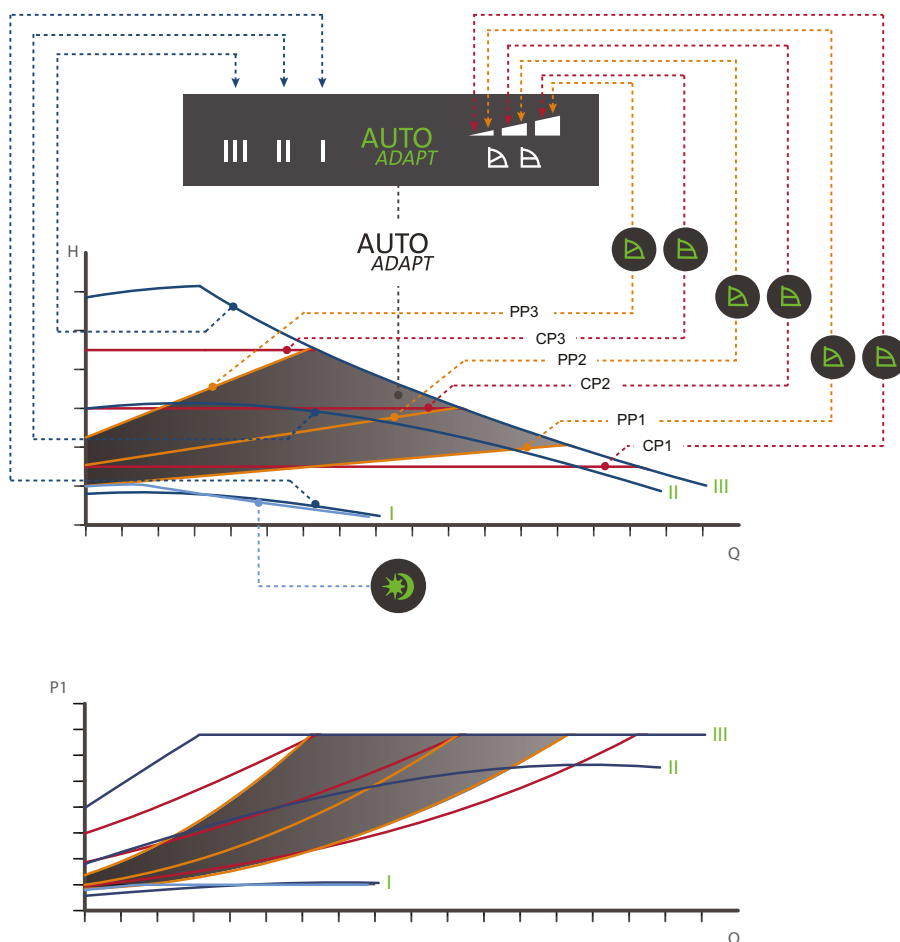 III II I AUTO
ADAPT
AUTO
ADAPT
H
PP3
CP3
PP2
CP2
PP1
CP1
III
II
I
Q
P1
III
II
I
Q